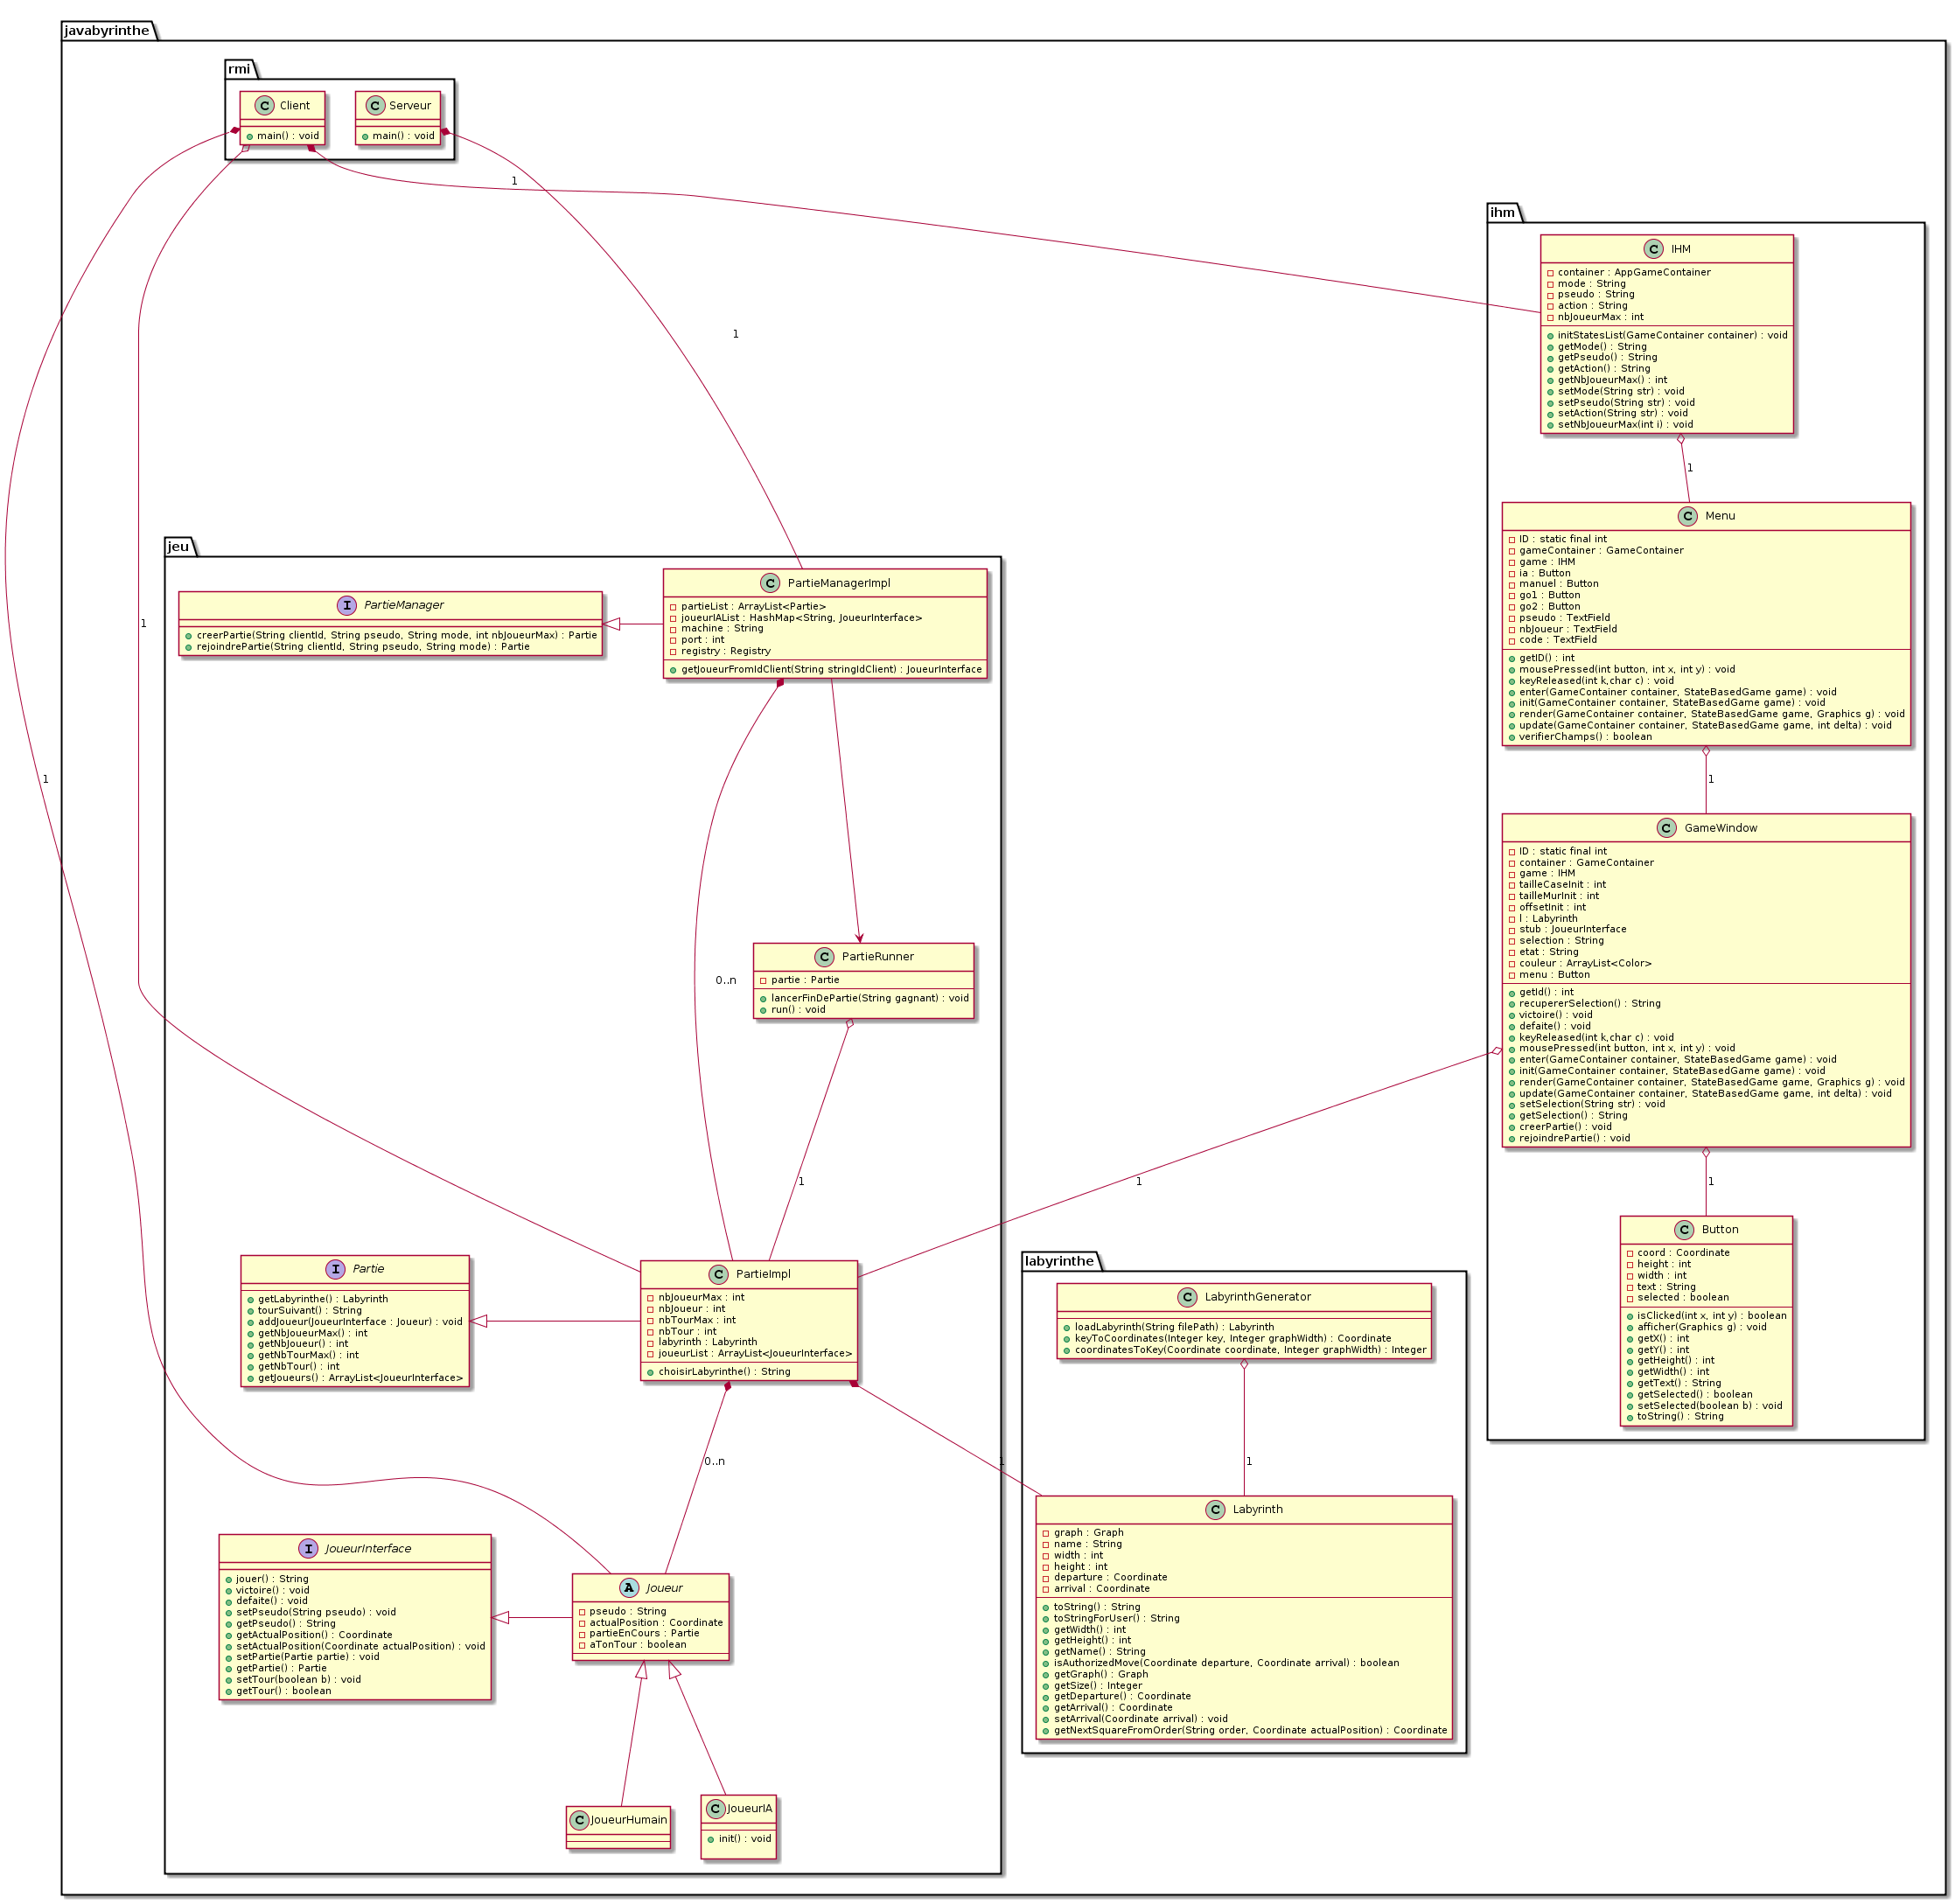 javabyrinthe
rmi
C Client
main() : void
C Serveur
main() : void
1
1
1
1
ihm
C IHM
container : AppGameContainer
mode : String
pseudo : String
action : String
nbJoueurMax : int
initStatesList(GameContainer container) : void
getMode() : String
getPseudo() : String
getAction() : String
getNbJoueurMax() : int
setMode(String str) : void
setPseudo(String str) : void
setAction(String str) : void
setNbJoueurMax(int i) : void
1
C Menu
ID : static final int
gameContainer : GameContainer
game : IHM
ia : Button
manuel : Button
go1 : Button
go2 : Button
pseudo : TextField
nbJoueur : TextField
code : TextField
getID() : int
mousePressed(int button, int x, int y) : void
keyReleased(int k,char c) : void
enter(GameContainer container, StateBasedGame game) : void
init(GameContainer container, StateBasedGame game) : void
render(GameContainer container, StateBasedGame game, Graphics g) : void
update(GameContainer container, StateBasedGame game, int delta) : void
verifierChamps() : boolean
1
C GameWindow
ID : static final int
container : GameContainer
game : IHM
tailleCaseInit : int
tailleMurInit : int
offsetInit : int
l : Labyrinth
stub : JoueurInterface
selection : String
etat : String
couleur : ArrayList<Color>
menu : Button
getId() : int
recupererSelection() : String
victoire() : void
defaite() : void
keyReleased(int k,char c) : void
mousePressed(int button, int x, int y) : void
enter(GameContainer container, StateBasedGame game) : void
init(GameContainer container, StateBasedGame game) : void
render(GameContainer container, StateBasedGame game, Graphics g) : void
update(GameContainer container, StateBasedGame game, int delta) : void
setSelection(String str) : void
getSelection() : String
creerPartie() : void
rejoindrePartie() : void
1
1
C Button
coord : Coordinate
height : int
width : int
text : String
selected : boolean
isClicked(int x, int y) : boolean
afficher(Graphics g) : void
getX() : int
getY() : int
getHeight() : int
getWidth() : int
getText() : String
getSelected() : boolean
setSelected(boolean b) : void
toString() : String
jeu
I PartieManager
creerPartie(String clientId, String pseudo, String mode, int nbJoueurMax) : Partie
rejoindrePartie(String clientId, String pseudo, String mode) : Partie
C PartieManagerImpl
partieList : ArrayList<Partie>
joueurIAList : HashMap<String, JoueurInterface>
machine : String
port : int
registry : Registry
getJoueurFromIdClient(String stringIdClient) : JoueurInterface
0..n
C PartieRunner
partie : Partie
lancerFinDePartie(String gagnant) : void
run() : void
1
I Partie
getLabyrinthe() : Labyrinth
tourSuivant() : String
addJoueur(JoueurInterface : Joueur) : void
getNbJoueurMax() : int
getNbJoueur() : int
getNbTourMax() : int
getNbTour() : int
getJoueurs() : ArrayList<JoueurInterface>
C PartieImpl
nbJoueurMax : int
nbJoueur : int
nbTourMax : int
nbTour : int
labyrinth : Labyrinth
joueurList : ArrayList<JoueurInterface>
choisirLabyrinthe() : String
0..n
1
I JoueurInterface
jouer() : String
victoire() : void
defaite() : void
setPseudo(String pseudo) : void
getPseudo() : String
getActualPosition() : Coordinate
setActualPosition(Coordinate actualPosition) : void
setPartie(Partie partie) : void
getPartie() : Partie
setTour(boolean b) : void
getTour() : boolean
A Joueur
pseudo : String
actualPosition : Coordinate
partieEnCours : Partie
aTonTour : boolean
C JoueurHumain
C JoueurIA
init() : void
labyrinthe
C LabyrinthGenerator
loadLabyrinth(String filePath) : Labyrinth
keyToCoordinates(Integer key, Integer graphWidth) : Coordinate
coordinatesToKey(Coordinate coordinate, Integer graphWidth) : Integer
1
C Labyrinth
graph : Graph
name : String
width : int
height : int
departure : Coordinate
arrival : Coordinate
toString() : String
toStringForUser() : String
getWidth() : int
getHeight() : int
getName() : String
isAuthorizedMove(Coordinate departure, Coordinate arrival) : boolean
getGraph() : Graph
getSize() : Integer
getDeparture() : Coordinate
getArrival() : Coordinate
setArrival(Coordinate arrival) : void
getNextSquareFromOrder(String order, Coordinate actualPosition) : Coordinate